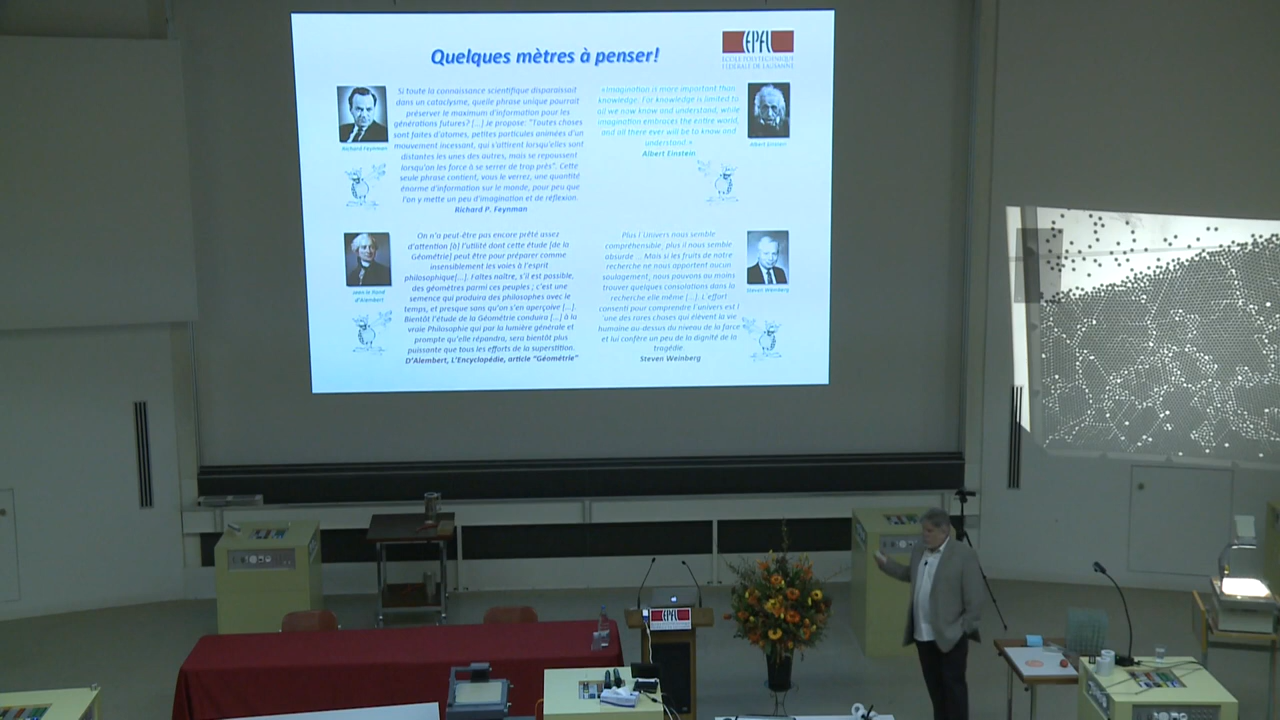 Quelques mètres à penser!
EPFL
ÉCOLE POLYTECHNIQUE
FÉDÉRALE DE LAUSANNE
Si toute la connaissance scientifique disparaissait
dans un cataclysme, quelle phrase unique pourrait
préserver le maximum d'information pour les
générations futures? [...] Je propose: "Toutes choses
sont faites d'atomes, petites particules animées d'un
mouvement incessant, qui s'attirent lorsqu'elles sont
distantes les unes des autres, mais se repoussent
lorsqu'on les force à se serrer de trop près". Cette
seule phrase contient, vous le verrez, une quantité
énorme d'information sur le monde, pour peu que
l'on y mette un peu d'imagination et de réflexion.
Richard P. Feynman
Richard Feynman
«Imagination is more important than
knowledge. For knowledge is limited to
all we now know and understand, while
imagination embraces the entire world,
and all there ever will be to know and
understand.»
Albert Einstein
Albert Einstein
On n'a peut-être pas encore prêté assez
d'attention [à] l'utilité dont cette étude [de la
Géométrie] peut être pour préparer comme
insensiblement les voies à l'esprit
philosophique[...]. Faites naître, s'il est possible,
des géomètres parmi ces peuples ; c'est une
semence qui produira des philosophes avec le
temps, et presque sans qu'on s'en aperçoive [...].
Bientôt l'étude de la Géométrie conduira [...] à la
vraie Philosophie qui par la lumière générale et
prompte qu'elle répandra, sera bientôt plus
puissante que tous les efforts de la superstition.
D'Alembert, L'Encyclopédie, article "Géométrie"
Jean le Rond
d'Alembert
Plus l'Univers nous semble
compréhensible, plus il nous semble
absurde ... Mais si les fruits de notre
recherche ne nous apportent aucun
soulagement, nous pouvons au moins
trouver quelques consolations dans la
recherche elle même [...]. L'effort
consenti pour comprendre l'univers est l
'une des rares choses qui élèvent la vie
humaine au-dessus du niveau de la farce
et lui confère un peu de la dignité de la
tragédie.
Steven Weinberg
Steven Weinberg
EPFL